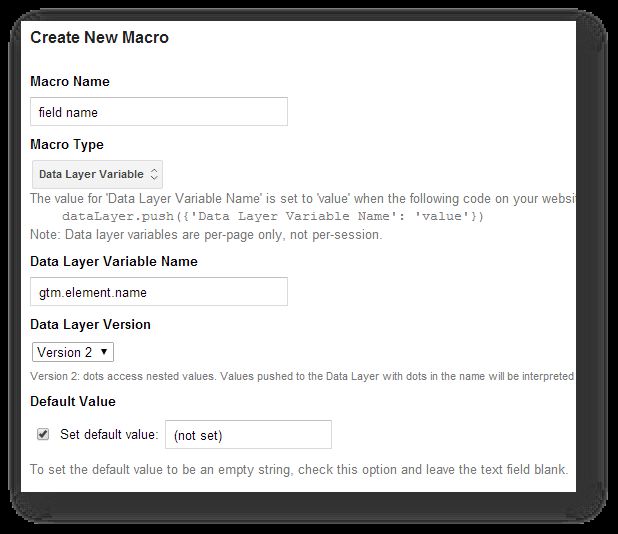 Create New Macro
Macro Name
field name
Macro Type
Data Layer Variable
The value for 'Data Layer Variable Name' is set to 'value' when the following code on your websi
dataLayer.push({'Data Layer Variable Name': 'value'})
Note: Data layer variables are per-page only, not per-session.
Data Layer Variable Name
gtm.element.name
Data Layer Version
Version 2
Version 2: dots access nested values. Values pushed to the Data Layer with dots in the name will be interpreted
Default Value
Set default value: (not set)
To set the default value to be an empty string, check this option and leave the text field blank.